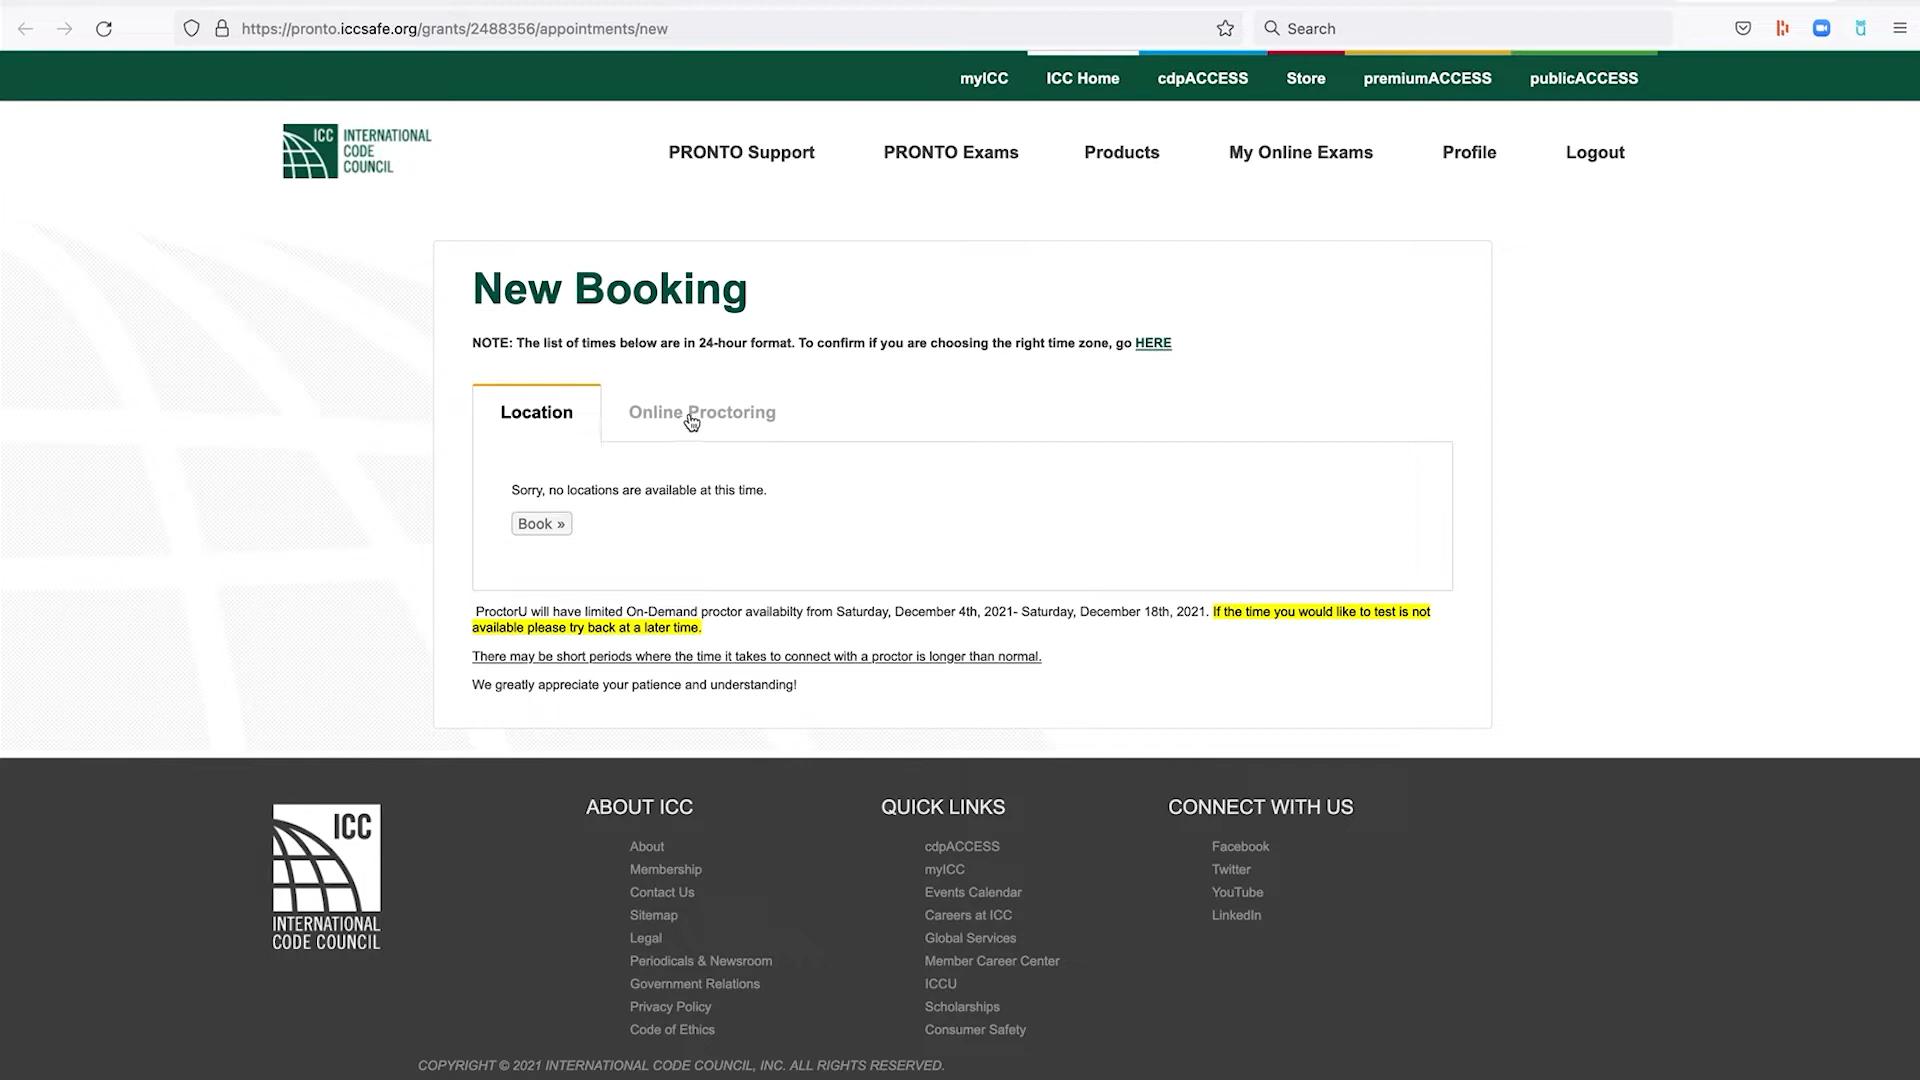 https://pronto.iccsafe.org/grants/2488356/appointments/new
Search
myICC
ICC Home
cdpACCESS
Store
premiumACCESS
publicACCESS
ICC
INTERNATIONAL
CODE
COUNCIL
PRONTO Support
PRONTO Exams
Products
My Online Exams
Profile
Logout
New Booking
NOTE: The list of times below are in 24-hour format. To confirm if you are choosing the right time zone, go HERE
Location
Online Proctoring
Sorry, no locations are available at this time.
Book »
ProctorU will have limited On-Demand proctor availabilty from Saturday, December 4th, 2021- Saturday, December 18th, 2021. If the time you would like to test is not
available please try back at a later time.
There may be short periods where the time it takes to connect with a proctor is longer than normal.
We greatly appreciate your patience and understanding!
ICC
INTERNATIONAL
CODE COUNCIL
ABOUT ICC
About
Membership
Contact Us
Sitemap
Legal
Periodicals & Newsroom
Government Relations
Privacy Policy
Code of Ethics
QUICK LINKS
cdpACCESS
myICC
Events Calendar
Careers at ICC
Global Services
Member Career Center
ICCU
Scholarships
Consumer Safety
CONNECT WITH US
Facebook
Twitter
YouTube
LinkedIn
COPYRIGHT © 2021 INTERNATIONAL CODE COUNCIL, INC. ALL RIGHTS RESERVED.